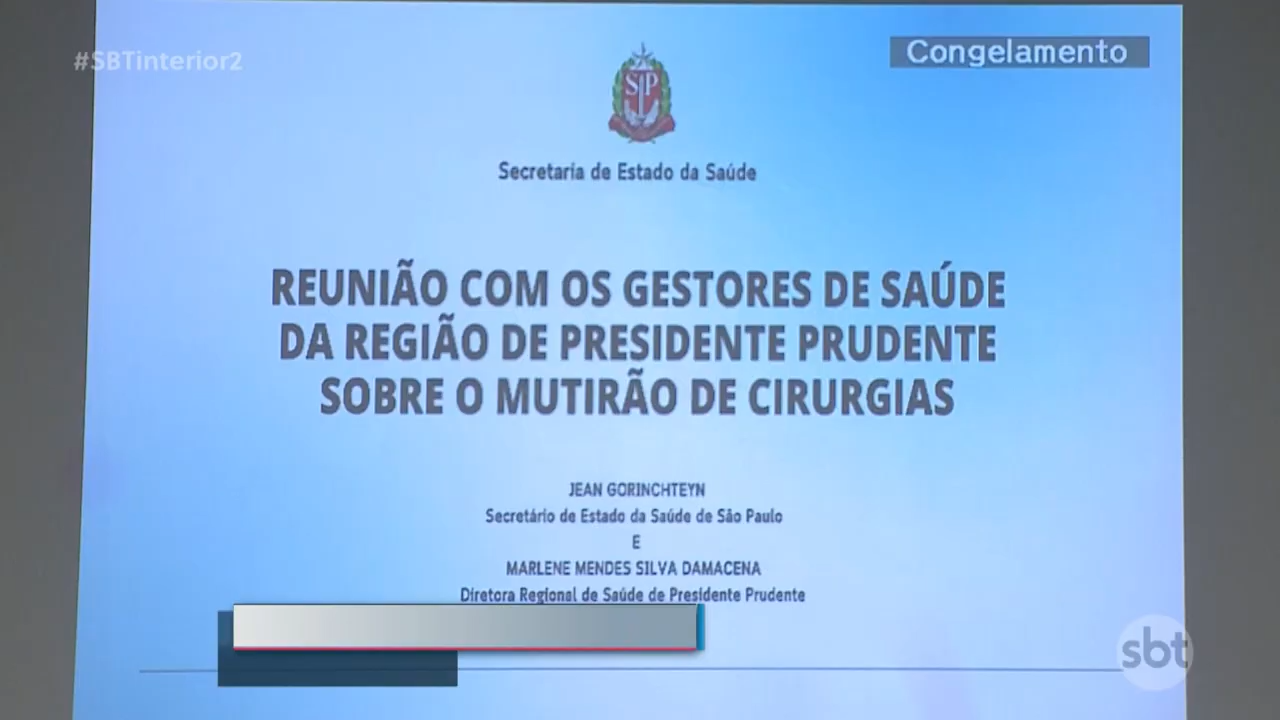 #SBTinterior2
Congelamento
SP
Secretaria de Estado da Saúde
REUNIÃO COM OS GESTORES DE SAÚDE
DA REGIÃO DE PRESIDENTE PRUDENTE
SOBRE O MUTIRÃO DE CIRURGIAS
JEAN GORINCHTEYN
Secretário de Estado da Saúde de São Paulo
E
MARLENE MENDES SILVA DAMACENA
Diretora Regional de Saúde de Presidente Prudente
sbt